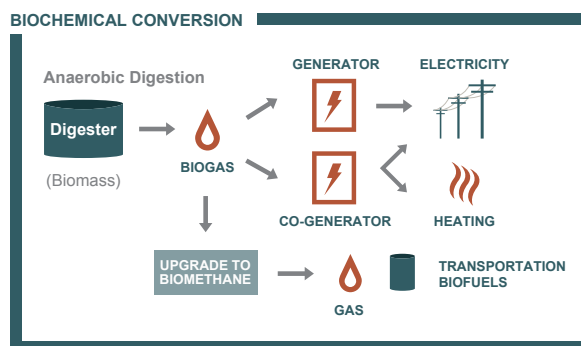 BIOCHEMICAL CONVERSION
Anaerobic Digestion
GENERATOR
ELECTRICITY
Digester
BIOGAS
(Biomass)
CO-GENERATOR
HEATING
UPGRADE TO
BIOMETHANE
TRANSPORTATION
BIOFUELS
GAS